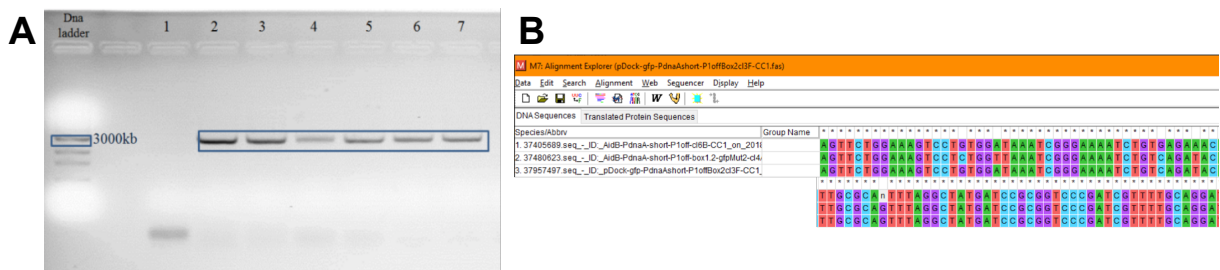 A
Dna
ladder
1 2 3 4 5 6 7
3000kb
B
M M7: Alignment Explorer (pDock-gfp-PdnaAshort-P1offBox2cl3F-CC1.fas)
Data Edit Search Alignment Web Sequencer Display Help
W
DNA Sequences Translated Protein Sequences
Species/Abbrv Group Name
1. 37405689.seq_-_ID:_AidB-PdnaA-short-P1off-cl6B-CC1_on_2018
AGTTCTGGAAAGTCCTGTGGATAAATCGGGAAAATCTGTGAGAAAC
2. 37480623.seq_-_ID:_AidB-PdnaA-short-P1off-box1.2-gfpMut2-cl4
AGTTCTGGAAAGTCCTCTGGTTAAATCGGGAAAATCTGTCAGATAC
3. 37957497.seq_-_ID:_pDock-gfp-PdnaAshort-P1offBox2cl3F-CC1_
AGTTCTGGAAAGTCCTGTGGATAAATCGGGAAAATCTGTCAGATAC
TTGCGCAnTTTAGGCTATGATCCGCGGTCCCGATCGTTTTGCAGGA
TTGCGCAGTTTAGGCTATGATCCGCGGTCCCGATCGTTTTGCAGGA
TTGCGCAGTTTAGGCTATGATCCGCGGTCCCGATCGTTTTGCAGGA